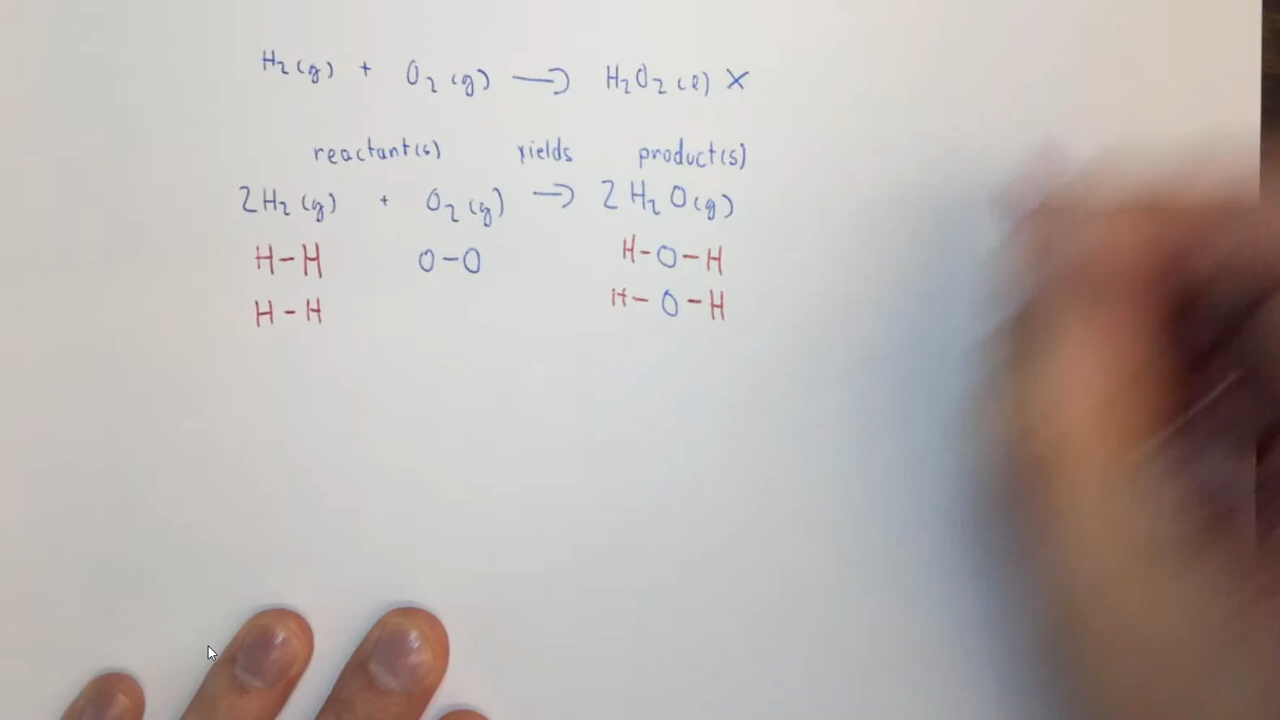 H₂(g) + O₂(g) → H₂O₂(l) X
reactant(s) yields product(s)
2H₂(g) + O₂(g) → 2H₂O(g)
H-H O-O H-O-H
H-H H-O-H